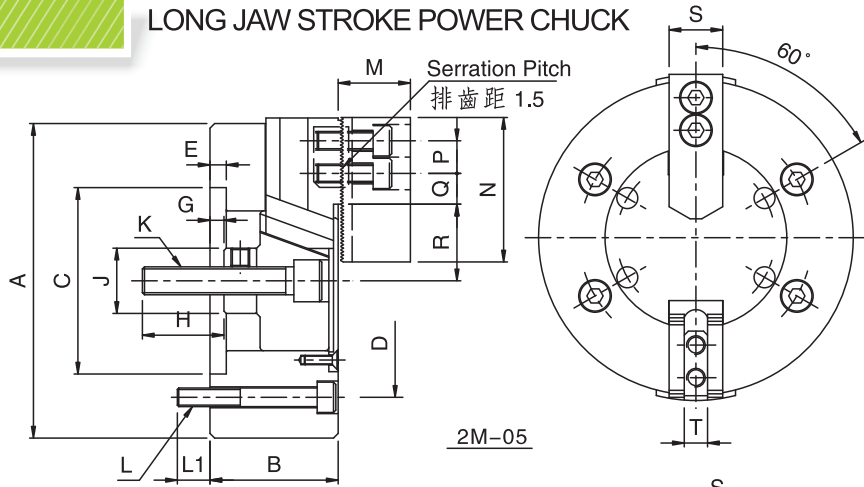 LONG JAW STROKE POWER CHUCK
S
60°
M
Serration Pitch
排齒距 1.5
E
P
Q
N
G
R
K
A
C
J
H
D
2M-05
T
L
L1
B
S